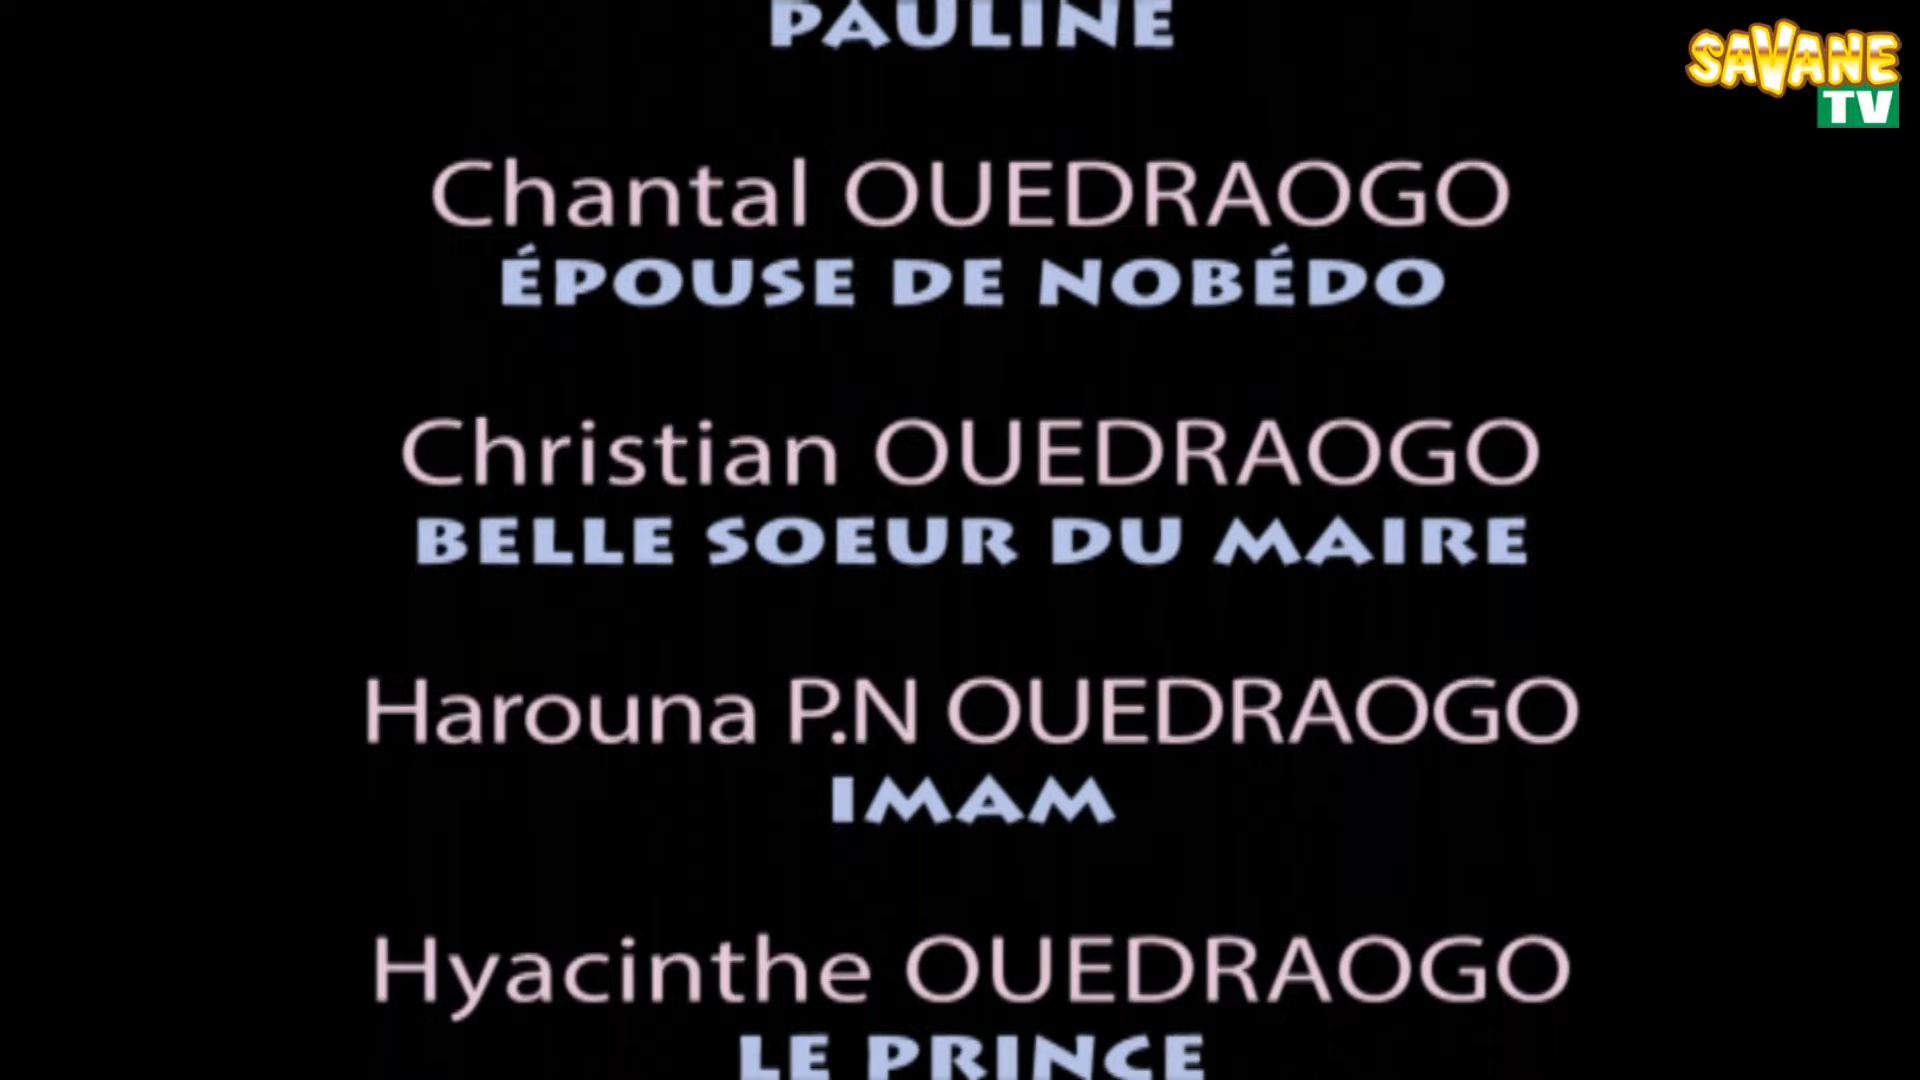 PAULINE
SAVANE
TV
Chantal OUEDRAOGO
ÉPOUSE DE NOBÉDO
Christian OUEDRAOGO
BELLE SOEUR DU MAIRE
Harouna P.N OUEDRAOGO
IMAM
Hyacinthe OUEDRAOGO
LE PRINCE